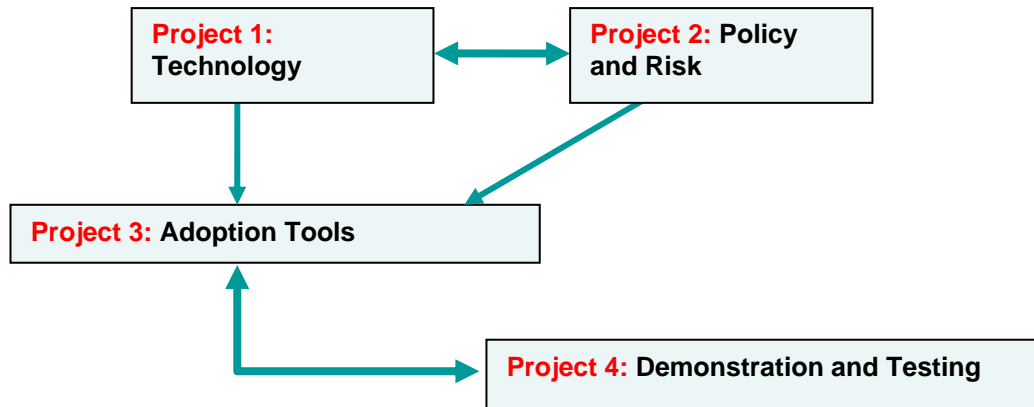 Project 1:
Technology
Project 2: Policy
and Risk
Project 3: Adoption Tools
Project 4: Demonstration and Testing